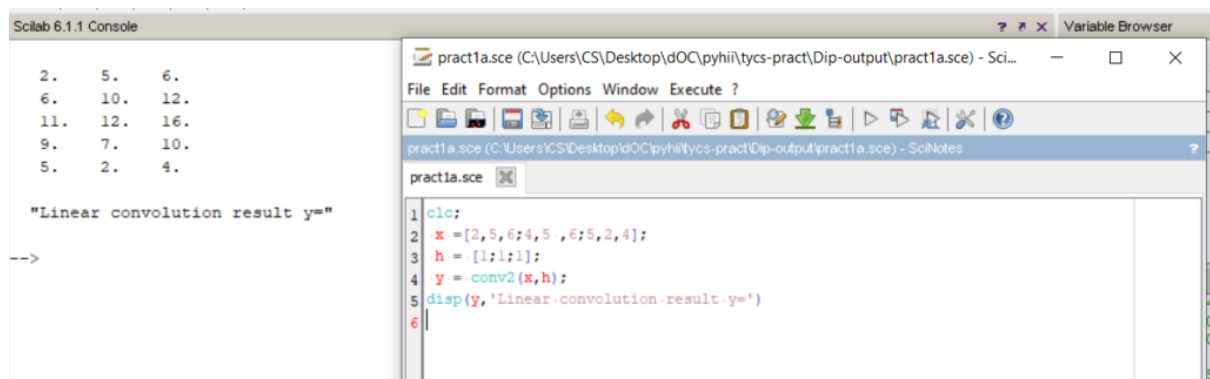 Scilab 6.1.1 Console
? ↗ X Variable Browser
2. 5. 6.
6. 10. 12.
11. 12. 16.
9. 7. 10.
5. 2. 4.
"Linear convolution result y="
-->
pract1a.sce (C:\Users\CS\Desktop\dOC\pyhii\tycs-pract\Dip-output\pract1a.sce) - Sci...
File Edit Format Options Window Execute ?
pract1a.sce (C:\Users\CS\Desktop\dOC\pyhii\tycs-pract\Dip-output\pract1a.sce) - SciNotes ?
pract1a.sce
1 clc;
2 x =[2,5,6;4,5 ,6;5,2,4];
3 h = [1;1;1];
4 y = conv2(x,h);
5 disp(y,'Linear convolution result y=')
6